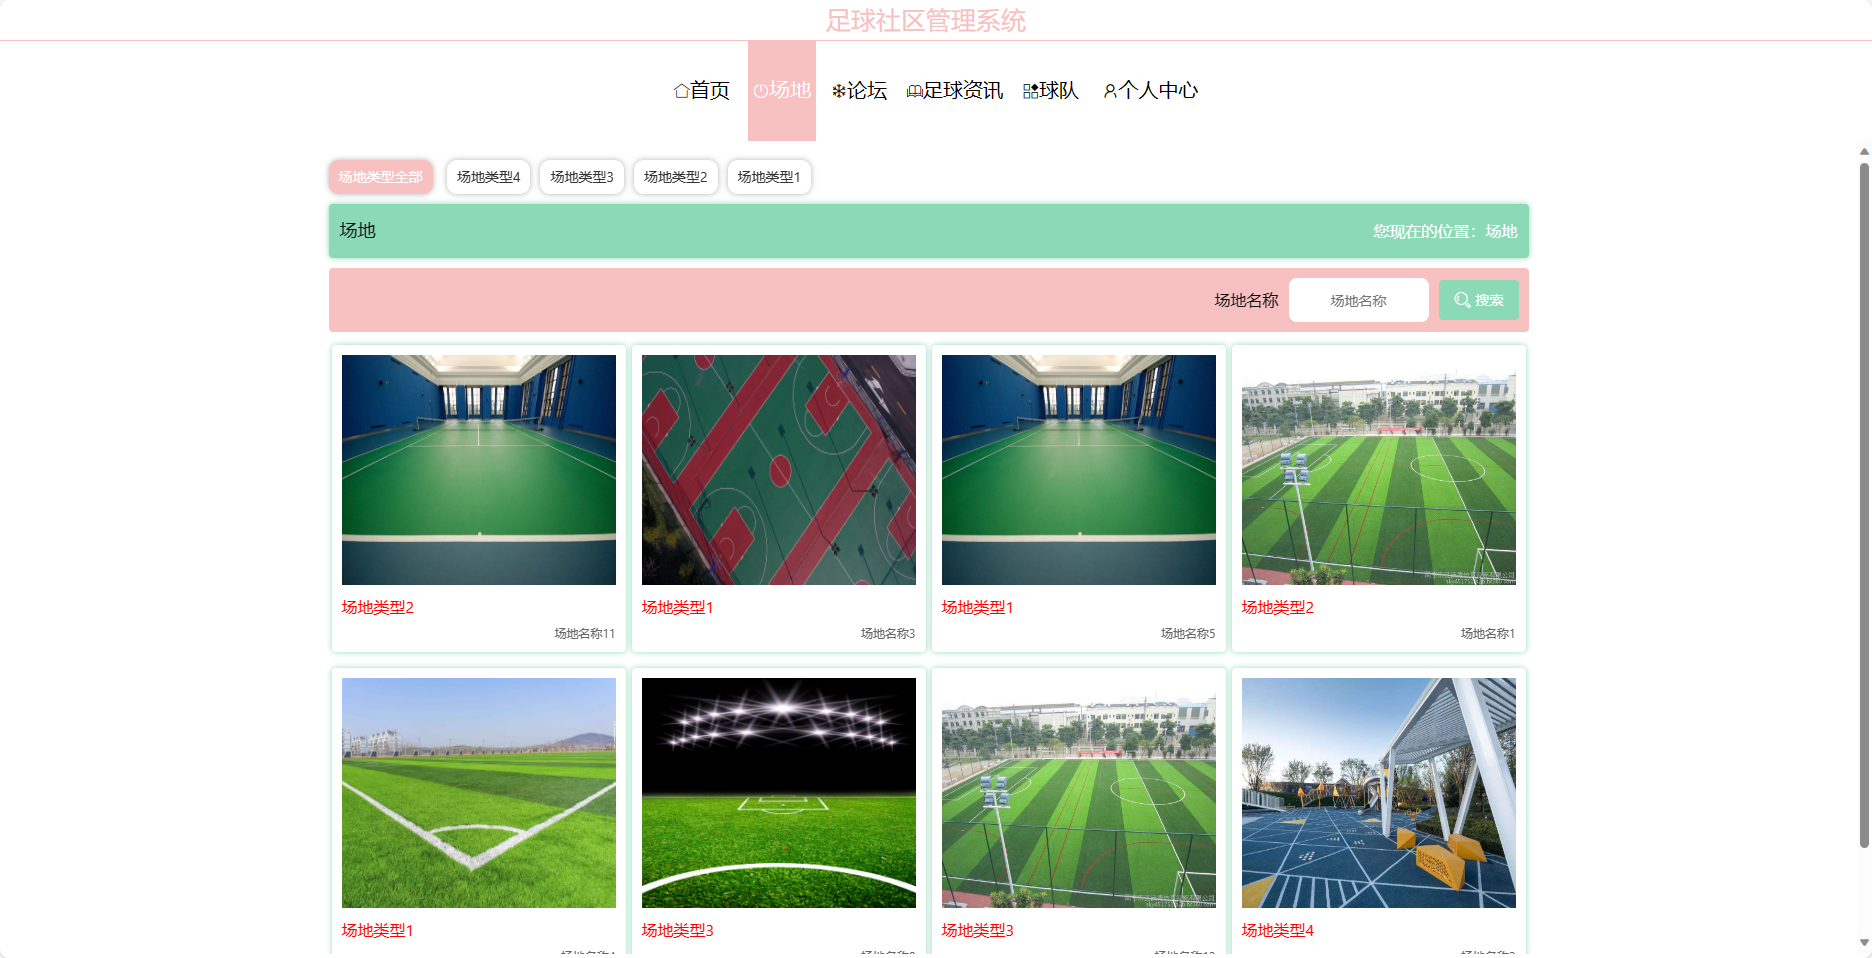 足球社区管理系统
首页 场地 论坛 足球资讯 球队 个人中心
场地类型全部 场地类型4 场地类型3 场地类型2 场地类型1
场地 您现在的位置：场地
场地名称 场地名称 搜索
场地类型2 场地类型1 场地类型1 场地类型2
场地名称11 场地名称3 场地名称5 场地名称1
场地类型1 场地类型3 场地类型3 场地类型4